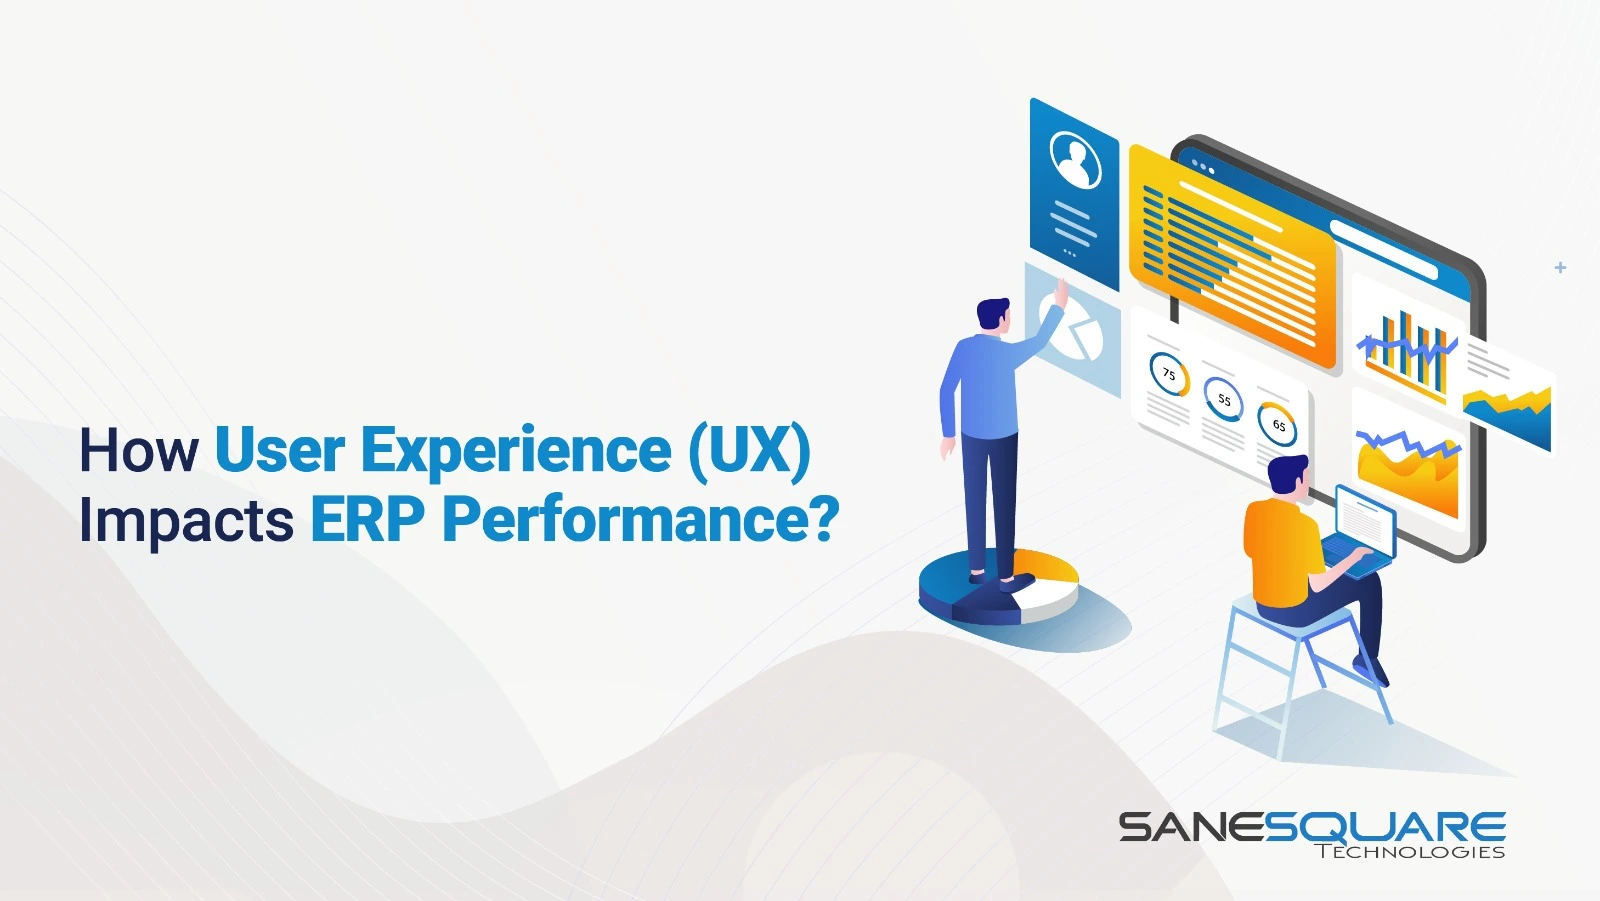 How User Experience (UX)
Impacts ERP Performance?
75
55
65
SANESQUARE
TECHNOLOGIES